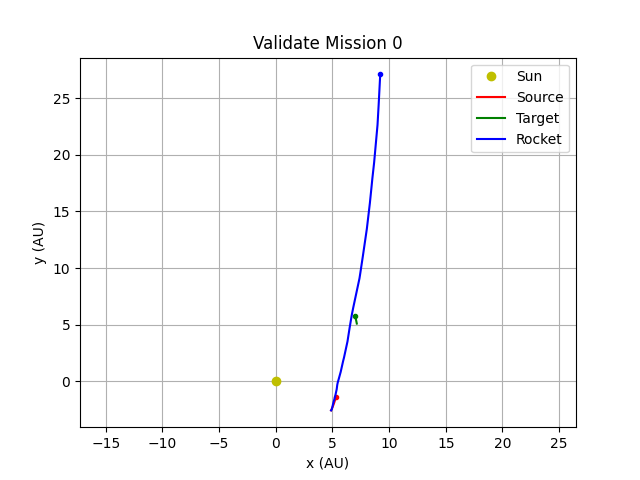 Validate Mission 0
Sun
Source
Target
Rocket
y (AU)
25
20
15
10
5
0
−15
−10
−5
0
5
10
15
20
25
x (AU)